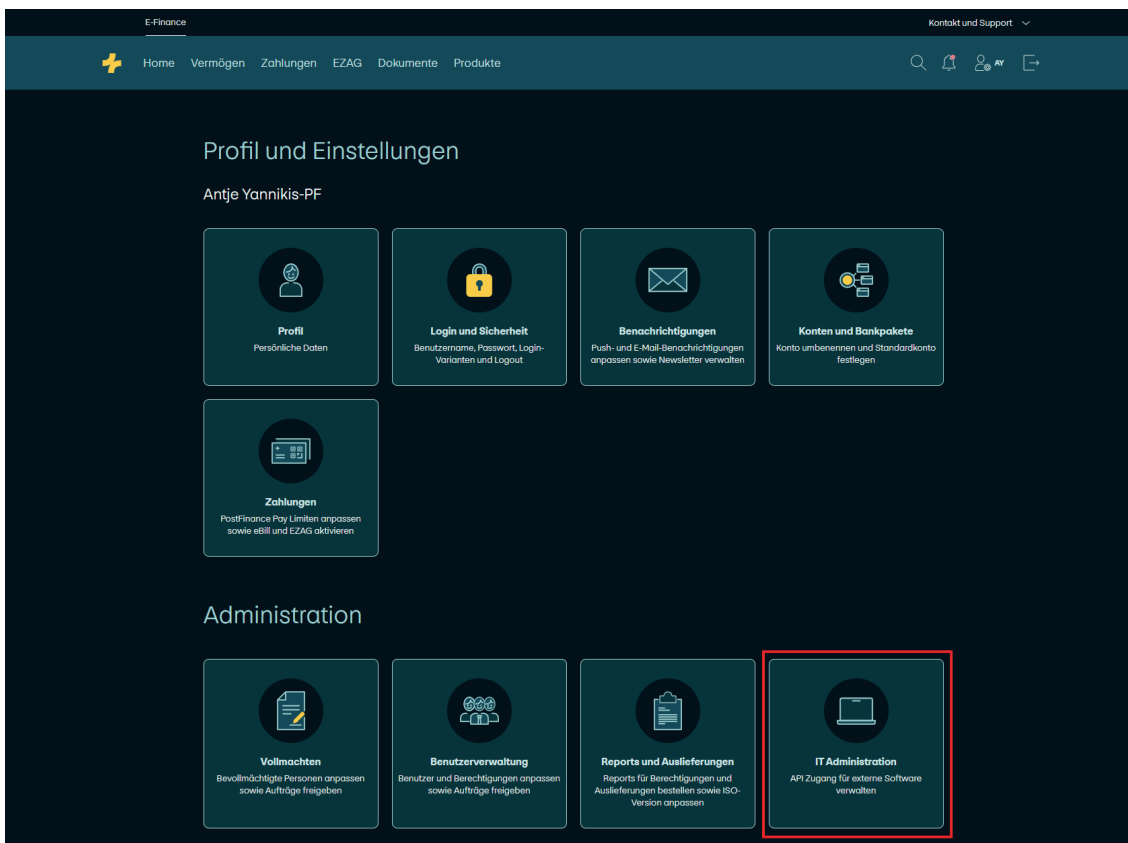 E-Finance
Kontakt und Support
Home Vermögen Zahlungen EZAG Dokumente Produkte
AY
Profil und Einstellungen
Antje Yannikis-PF
Profil
Persönliche Daten
Login und Sicherheit
Benutzername, Passwort, Login-
Varianten und Logout
Benachrichtigungen
Push- und E-Mail-Benachrichtigungen
anpassen sowie Newsletter verwalten
Konten und Bankpakete
Konto umbenennen und Standardkonto
festlegen
Zahlungen
PostFinance Pay Limiten anpassen
sowie eBill und EZAG aktivieren
Administration
Vollmachten
Bevollmächtigte Personen anpassen
sowie Aufträge freigeben
Benutzerverwaltung
Benutzer und Berechtigungen anpassen
sowie Aufträge freigeben
Reports und Auslieferungen
Reports für Berechtigungen und
Auslieferungen bestellen sowie ISO-
Version anpassen
IT Administration
API Zugang für externe Software
verwalten